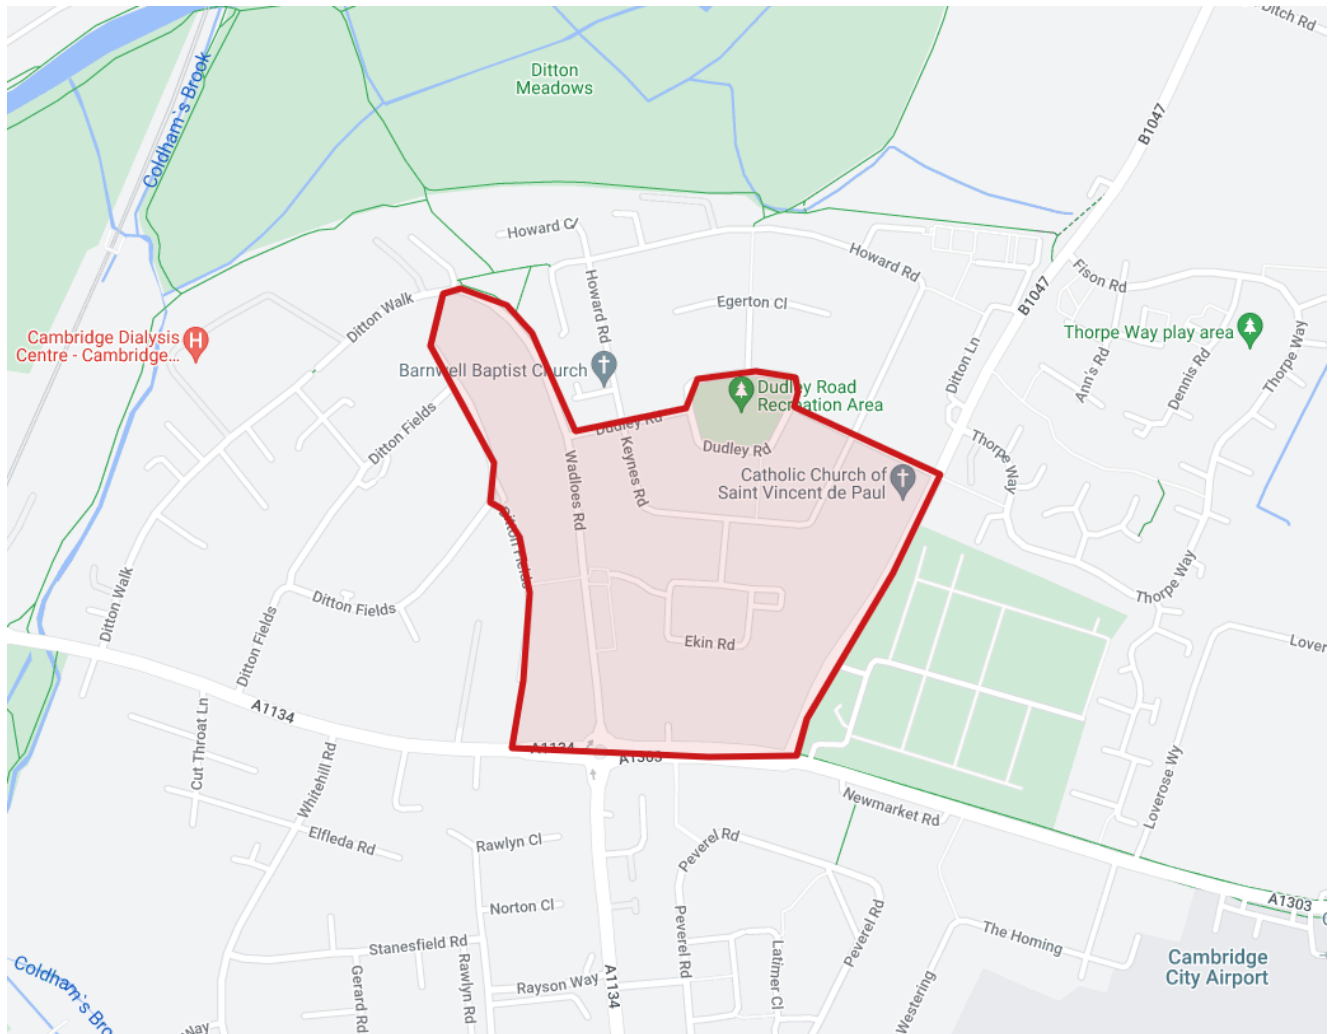 Ditch Rd
Ditton
Meadows
Coldham`s Brook
B1047
Howard Cl
Howard Rd
Fison Rd
B1047
Ditton Walk
Howard Rd
Egerton Cl
Thorpe Way play area
Cambridge Dialysis
Centre - Cambridge...
H
Barnwell Baptist Church
Ditton Ln
Ann's Rd
Dennis Rd
Thorpe Way
Dudley Road
Recreation Area
Ditton Fields
Dudley Rd
Keynes Rd
Dudley Rd
Thorpe Way
Catholic Church of
Saint Vincent de Paul
Wadloes Rd
Ditton Fields
Thorpe Way
Ditton Walk
Ditton Fields
Ekin Rd
Ditton Fields
Lover
A1134
Cut Throat Ln
Whitehill Rd
A1134
A1303
Loverose Wy
Newmarket Rd
Elfleda Rd
Rawlyn Cl
Peverel Rd
Norton Cl
A1303
Peverel Rd
Peverel Rd
The Homing
Stanesfield Rd
Latimer Cl
Cambridge
City Airport
Coldham`s Bro
Gerard Rd
Rawlyn Rd
Rayson Way
A1134
Westering
Way